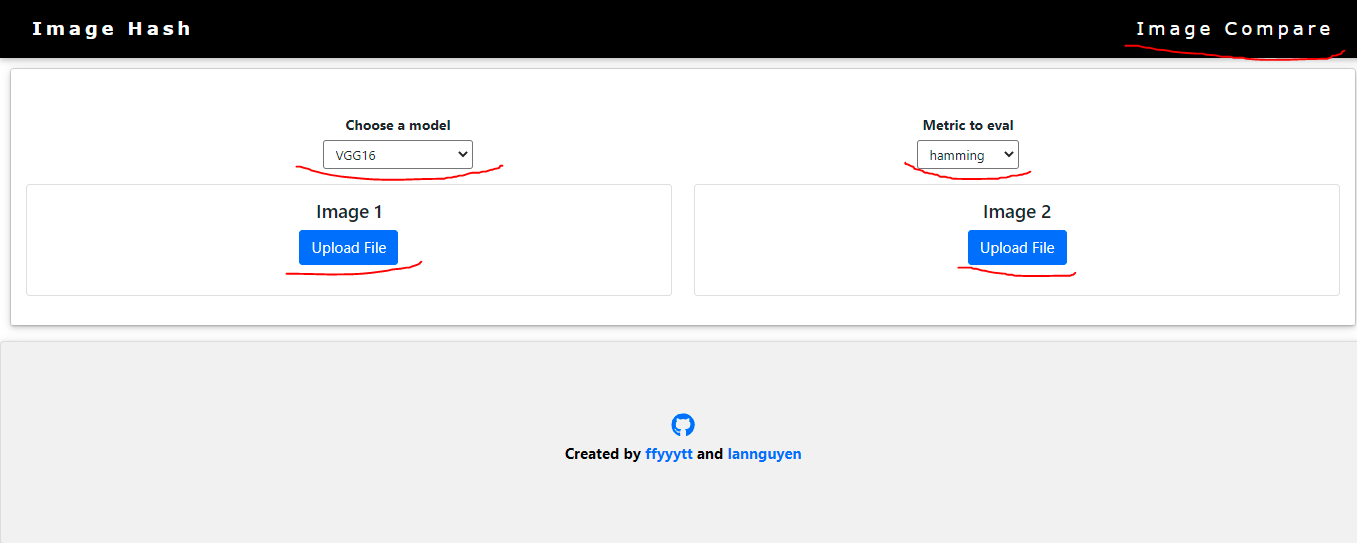 Image Hash
Image Compare
Choose a model
Metric to eval
VGG16
hamming
Image 1
Image 2
Upload File
Upload File
Created by ffyyytt and lannguyen